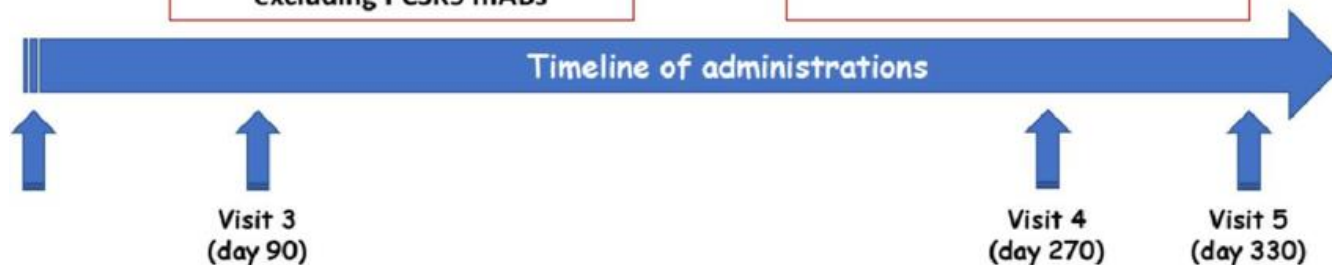 Timeline of administrations
Visit 3
(day 90)
Visit 4
(day 270)
Visit 5
(day 330)